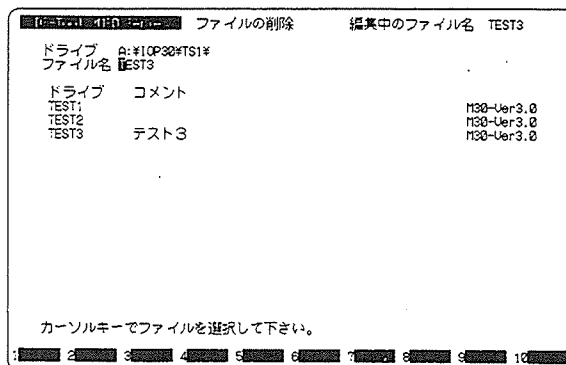 ファイルの削除 編集中のファイル名 TEST3
ドライブ A:¥IOP30¥TS1¥
ファイル名 TEST3
ドライブ コメント
TEST1 M30-Ver3.0
TEST2 M30-Ver3.0
TEST3 テスト3 M30-Ver3.0
カーソルキーでファイルを選択して下さい。
1 2 3 4 5 6 7 8 9 10